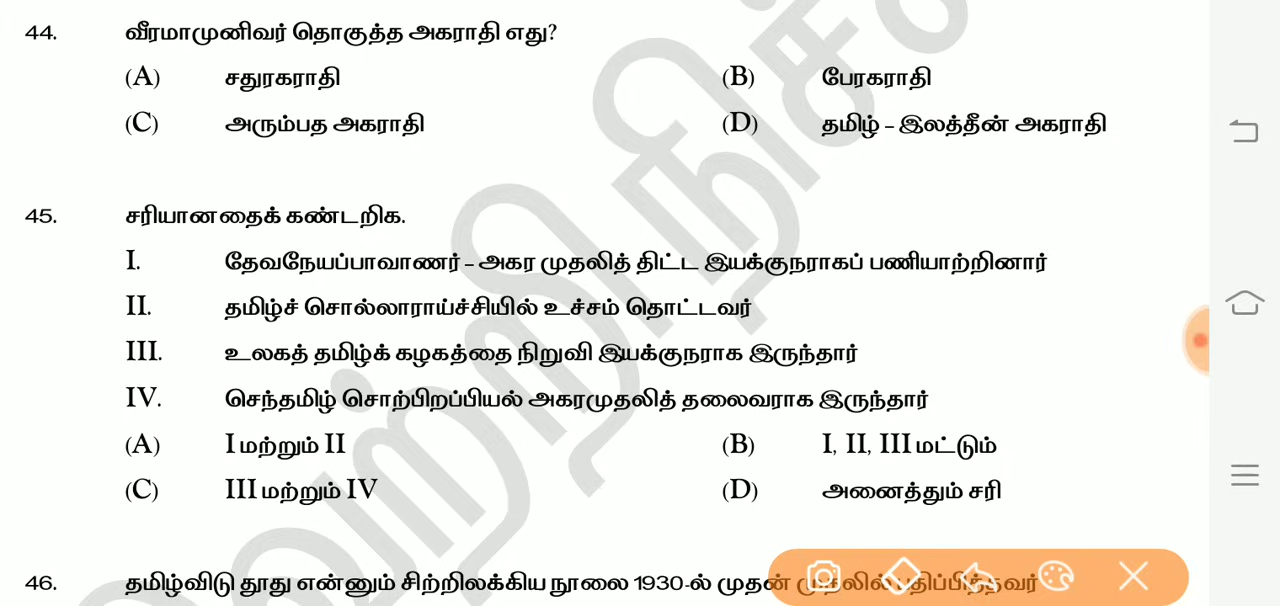 44. வீரமாமுனிவர் தொகுத்த அகராதி எது?
(A) சதுரகராதி (B) பேரகராதி
(C) அரும்பத அகராதி (D) தமிழ் – இலத்தீன் அகராதி
45. சரியானதைக் கண்டறிக.
I. தேவநேயப்பாவாணர் – அகர முதலித் திட்ட இயக்குநராகப் பணியாற்றினார்
II. தமிழ்ச் சொல்லாராய்ச்சியில் உச்சம் தொட்டவர்
III. உலகத் தமிழ்க் கழகத்தை நிறுவி இயக்குநராக இருந்தார்
IV. செந்தமிழ் சொற்பிறப்பியல் அகரமுதலித் தலைவராக இருந்தார்
(A) I மற்றும் II (B) I, II, III மட்டும்
(C) III மற்றும் IV (D) அனைத்தும் சரி
46. தமிழ்விடு தூது என்னும் சிற்றிலக்கிய நூலை 1930-ல் முதன் முதலில் பதிப்பித்தவர்